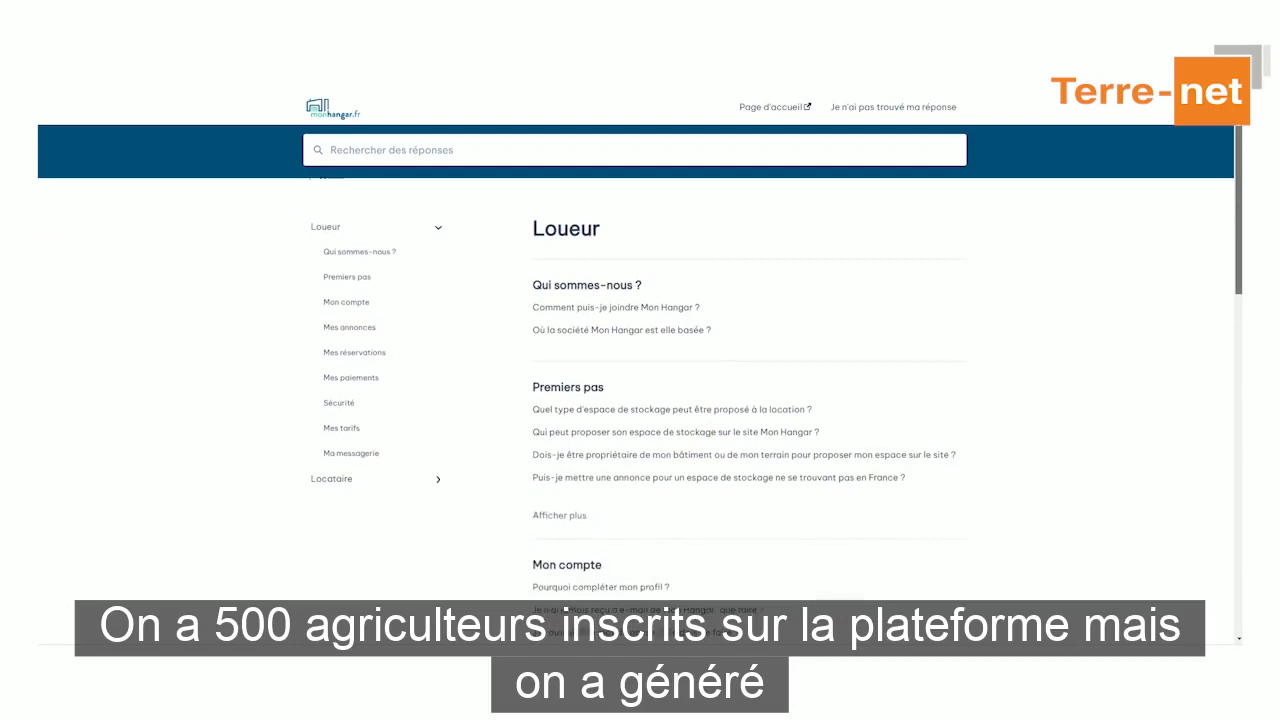 Terre-net
monhangar.fr
Page d'accueil
Je n'ai pas trouvé ma réponse
Rechercher des réponses
Loueur
Qui sommes-nous ?
Premiers pas
Mon compte
Mes annonces
Mes réservations
Mes paiements
Sécurité
Mes tarifs
Ma messagerie
Locataire
Loueur
Qui sommes-nous ?
Comment puis-je joindre Mon Hangar ?
Où la société Mon Hangar est elle basée ?
Premiers pas
Quel type d'espace de stockage peut être proposé à la location ?
Qui peut proposer son espace de stockage sur le site Mon Hangar ?
Dois-je être propriétaire de mon bâtiment ou de mon terrain pour proposer mon espace sur le site ?
Puis-je mettre une annonce pour un espace de stockage ne se trouvant pas en France ?
Afficher plus
Mon compte
Pourquoi compléter mon profil ?
On a 500 agriculteurs inscrits sur la plateforme mais
on a généré